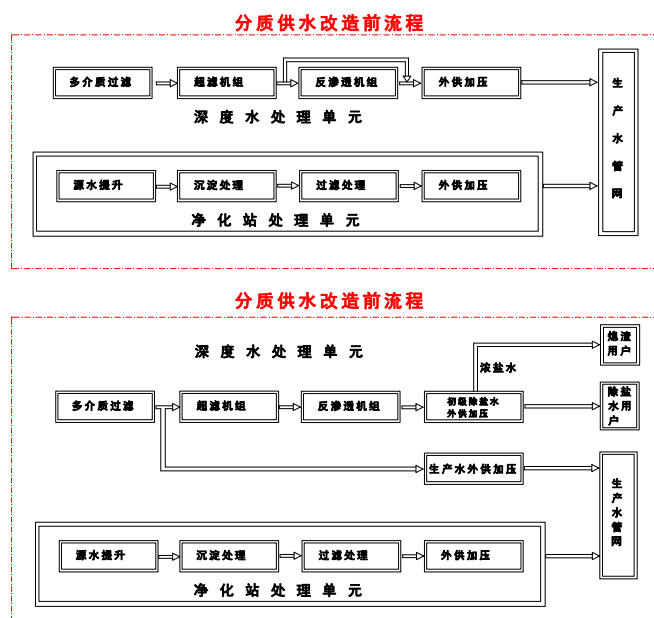 分质供水改造前流程
多介质过滤
超滤机组
反渗透机组
外供加压
深度水处理单元
生产水管网
源水提升
沉淀处理
过滤处理
外供加压
净化站处理单元
分质供水改造前流程
深度水处理单元
熄渣
用户
浓盐水
多介质过滤
超滤机组
反渗透机组
初级除盐水
外供加压
除盐
水用
户
生产水外供加压
生产水管网
源水提升
沉淀处理
过滤处理
外供加压
净化站处理单元